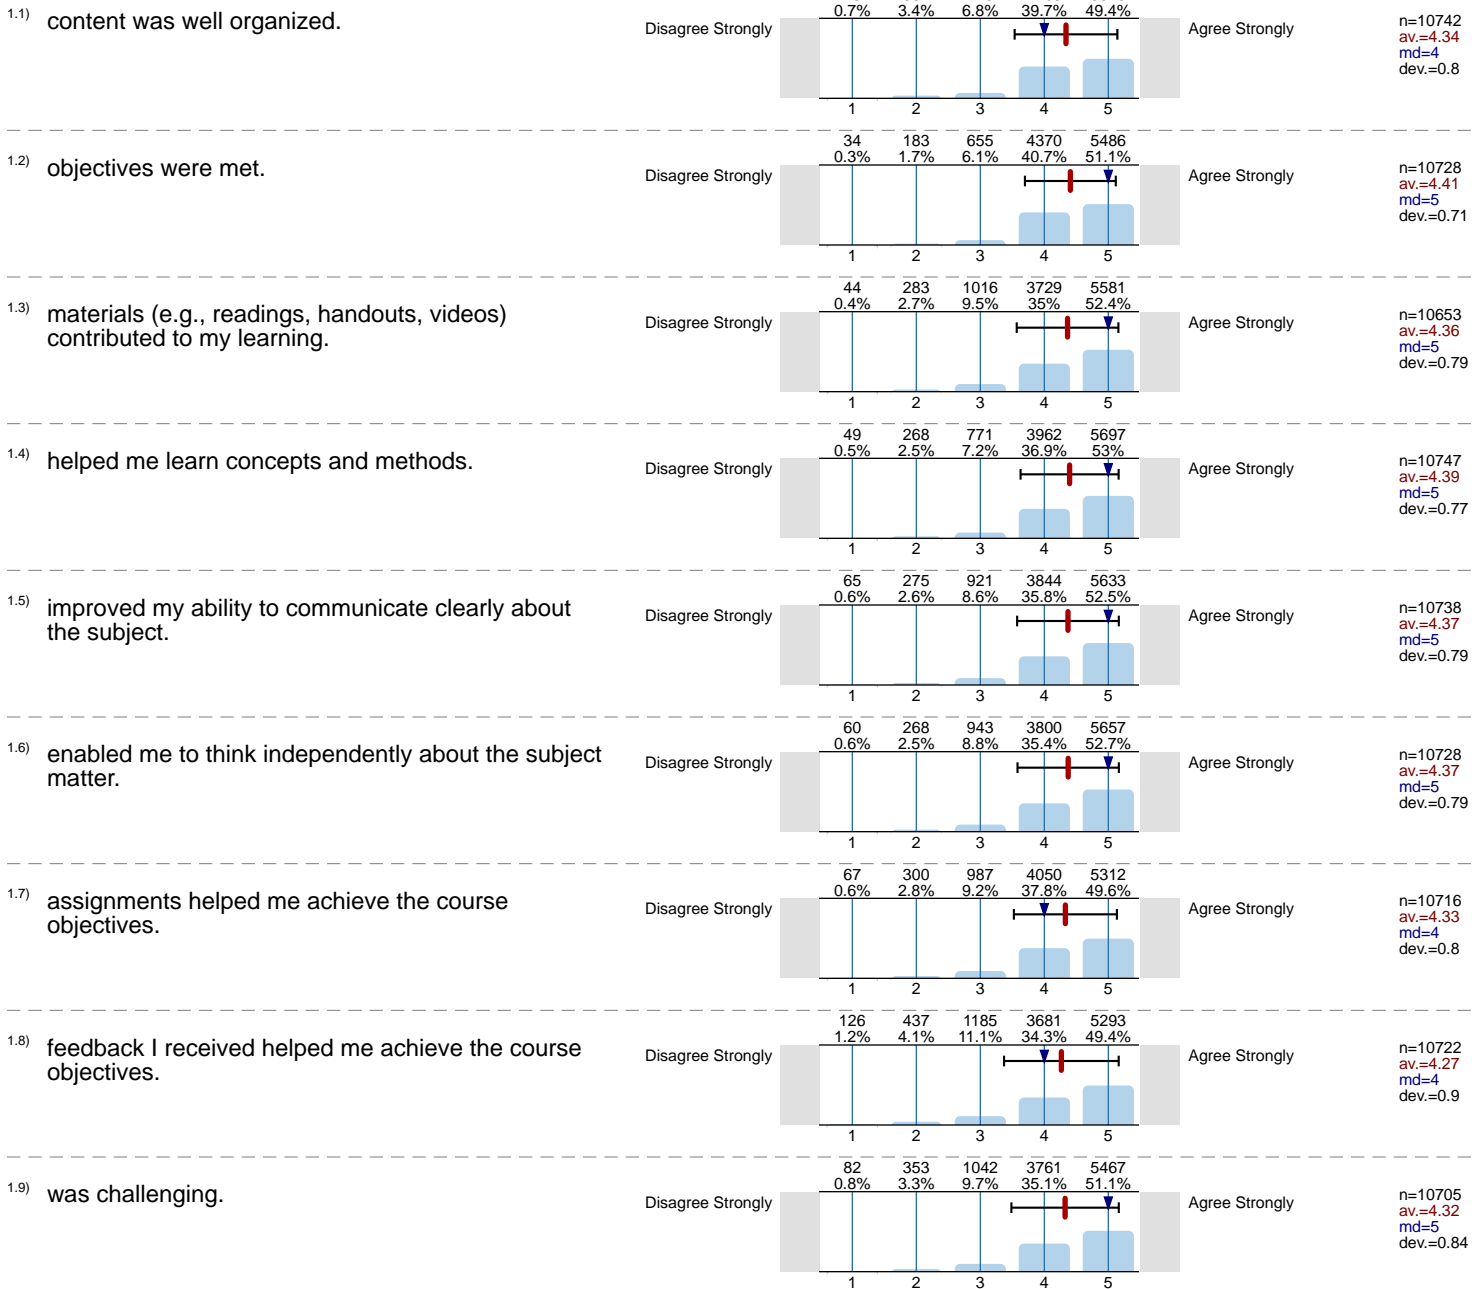 1.1) content was well organized.
Disagree Strongly
0.7% 3.4% 6.8% 39.7% 49.4%
1 2 3 4 5
Agree Strongly
n=10742
av.=4.34
md=4
dev.=0.8
1.2) objectives were met.
Disagree Strongly
34 183 655 4370 5486
0.3% 1.7% 6.1% 40.7% 51.1%
1 2 3 4 5
Agree Strongly
n=10728
av.=4.41
md=5
dev.=0.71
1.3) materials (e.g., readings, handouts, videos)
contributed to my learning.
Disagree Strongly
44 283 1016 3729 5581
0.4% 2.7% 9.5% 35% 52.4%
1 2 3 4 5
Agree Strongly
n=10653
av.=4.36
md=5
dev.=0.79
1.4) helped me learn concepts and methods.
Disagree Strongly
49 268 771 3962 5697
0.5% 2.5% 7.2% 36.9% 53%
1 2 3 4 5
Agree Strongly
n=10747
av.=4.39
md=5
dev.=0.77
1.5) improved my ability to communicate clearly about
the subject.
Disagree Strongly
65 275 921 3844 5633
0.6% 2.6% 8.6% 35.8% 52.5%
1 2 3 4 5
Agree Strongly
n=10738
av.=4.37
md=5
dev.=0.79
1.6) enabled me to think independently about the subject
matter.
Disagree Strongly
60 268 943 3800 5657
0.6% 2.5% 8.8% 35.4% 52.7%
1 2 3 4 5
Agree Strongly
n=10728
av.=4.37
md=5
dev.=0.79
1.7) assignments helped me achieve the course
objectives.
Disagree Strongly
67 300 987 4050 5312
0.6% 2.8% 9.2% 37.8% 49.6%
1 2 3 4 5
Agree Strongly
n=10716
av.=4.33
md=4
dev.=0.8
1.8) feedback I received helped me achieve the course
objectives.
Disagree Strongly
126 437 1185 3681 5293
1.2% 4.1% 11.1% 34.3% 49.4%
1 2 3 4 5
Agree Strongly
n=10722
av.=4.27
md=4
dev.=0.9
1.9) was challenging.
Disagree Strongly
82 353 1042 3761 5467
0.8% 3.3% 9.7% 35.1% 51.1%
1 2 3 4 5
Agree Strongly
n=10705
av.=4.32
md=5
dev.=0.84